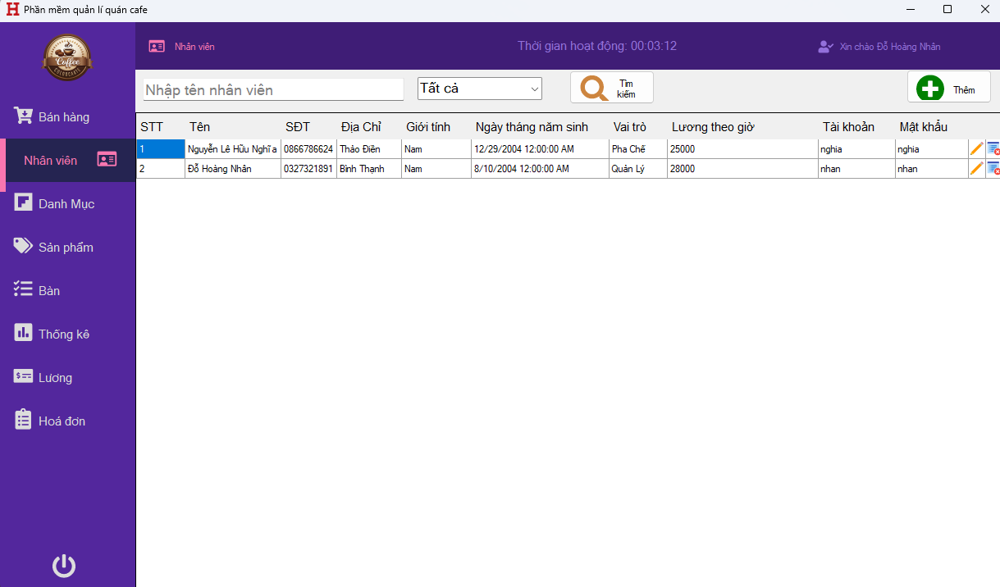 Phần mềm quản lí quán cafe
Coffee
Nhân viên
Thời gian hoạt động: 00:03:12
Xin chào Đỗ Hoàng Nhân
Nhập tên nhân viên
Tất cả
Tìm
kiếm
Thêm
Bán hàng
Nhân viên
Danh Mục
Sản phẩm
Bàn
Thống kê
Lương
Hoá đơn
STT Tên SĐT Địa Chỉ Giới tính Ngày tháng năm sinh Vai trò Lương theo giờ Tài khoản Mật khẩu
1 Nguyễn Lê Hữu Nghĩa 0866786624 Thảo Điền Nam 12/29/2004 12:00:00 AM Pha Chế 25000 nghia nghia
2 Đỗ Hoàng Nhân 0327321891 Bình Thạnh Nam 8/10/2004 12:00:00 AM Quản Lý 28000 nhan nhan